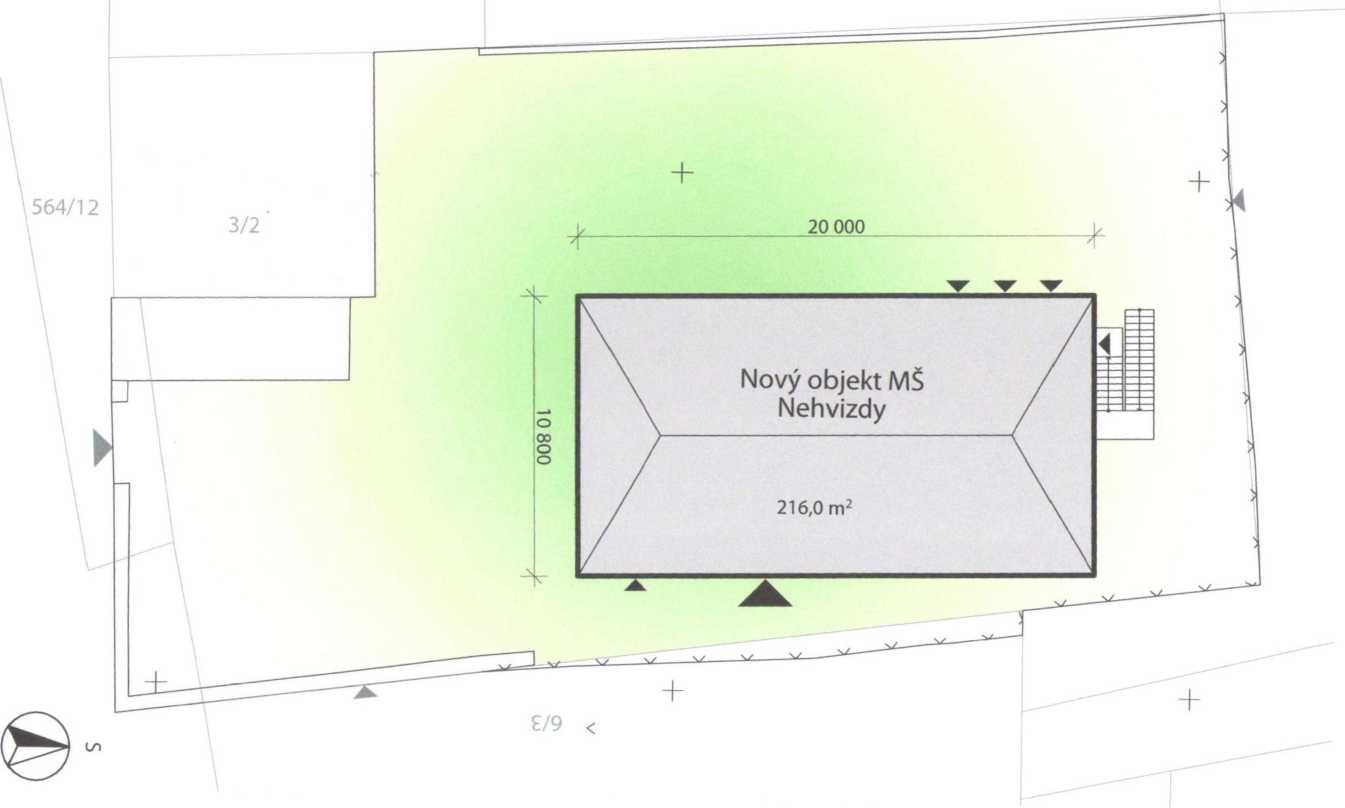 564/12
3/2
20 000
10 800
Nový objekt MŠ
Nehvizdy
216,0 m²
6/3
S